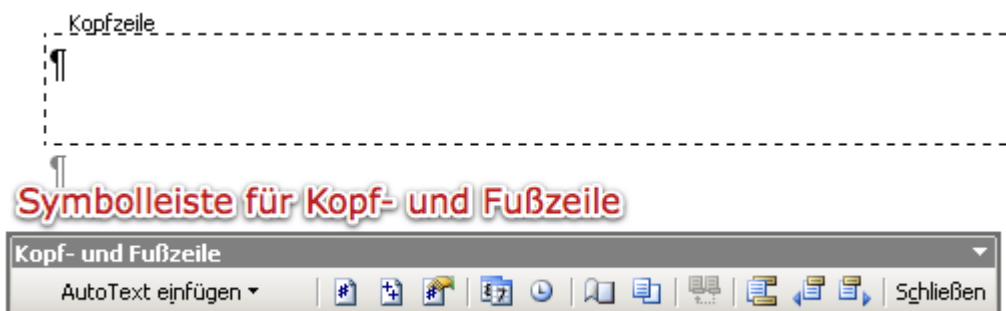 Kopfzeile
¶
¶
Symbolleiste für Kopf- und Fußzeile
Kopf- und Fußzeile
AutoText einfügen Schließen